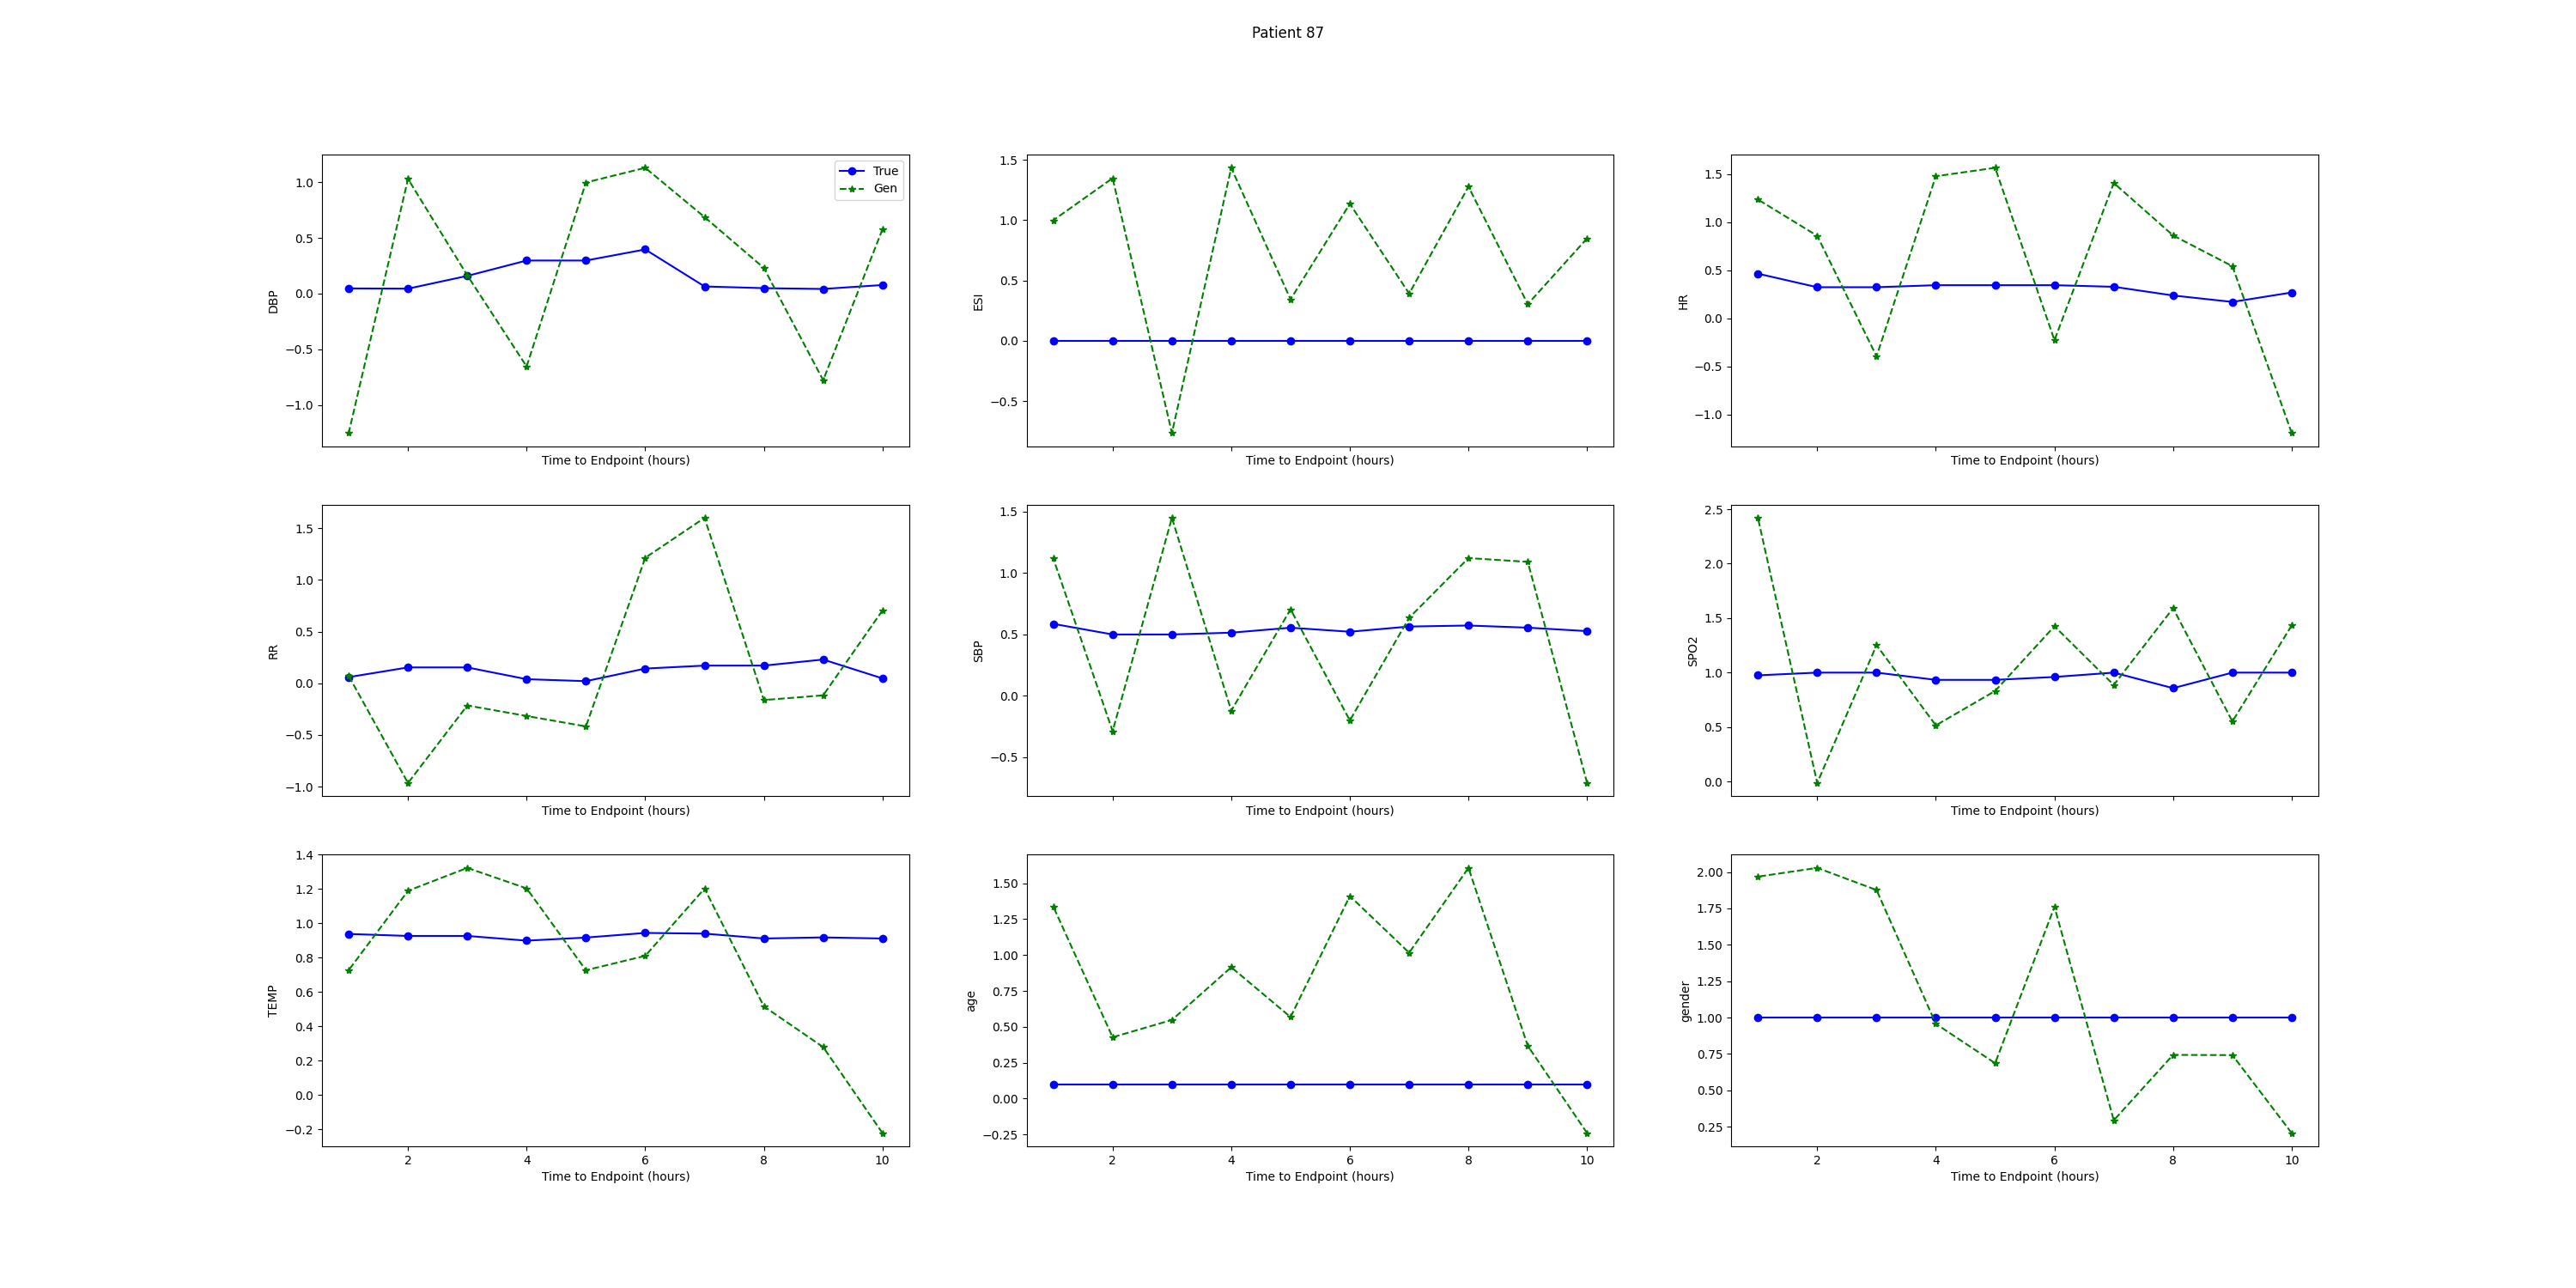 Patient 87
True
Gen
DBP
1.0
0.5
0.0
−0.5
−1.0
Time to Endpoint (hours)
ESI
1.5
1.0
0.5
0.0
−0.5
Time to Endpoint (hours)
HR
1.5
1.0
0.5
0.0
−0.5
−1.0
Time to Endpoint (hours)
RR
1.5
1.0
0.5
0.0
−0.5
−1.0
Time to Endpoint (hours)
SBP
1.5
1.0
0.5
0.0
−0.5
Time to Endpoint (hours)
SPO2
2.5
2.0
1.5
1.0
0.5
0.0
Time to Endpoint (hours)
TEMP
1.4
1.2
1.0
0.8
0.6
0.4
0.2
0.0
−0.2
2 4 6 8 10
Time to Endpoint (hours)
age
1.50
1.25
1.00
0.75
0.50
0.25
0.00
−0.25
2 4 6 8 10
Time to Endpoint (hours)
gender
2.00
1.75
1.50
1.25
1.00
0.75
0.50
0.25
2 4 6 8 10
Time to Endpoint (hours)